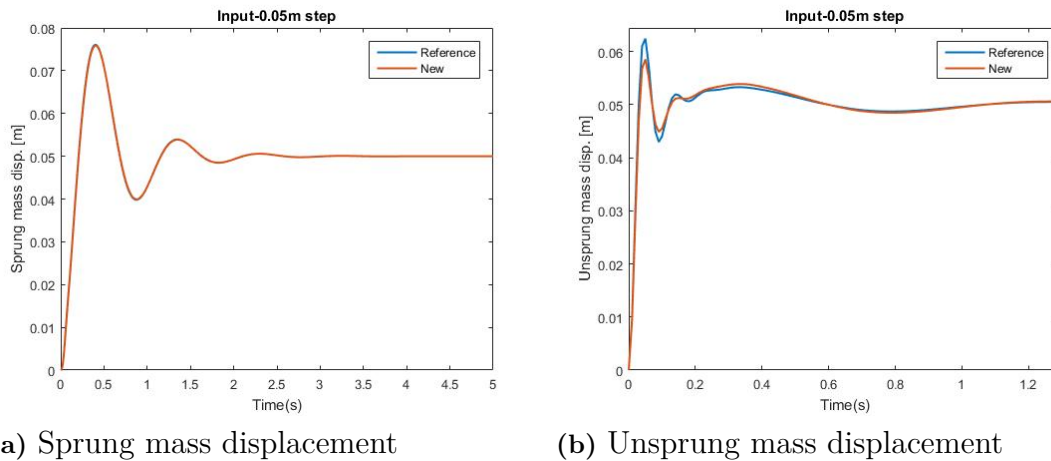 Input-0.05m step
Sprung mass disp. [m]
0.08
0.07
0.06
0.05
0.04
0.03
0.02
0.01
0
Reference
New
0 0.5 1 1.5 2 2.5 3 3.5 4 4.5 5
Time(s)
a) Sprung mass displacement
Input-0.05m step
Unsprung mass disp. [m]
0.06
0.05
0.04
0.03
0.02
0.01
0
Reference
New
0 0.2 0.4 0.6 0.8 1 1.2
Time(s)
(b) Unsprung mass displacement